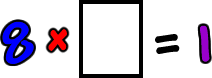 8 × □ = 1